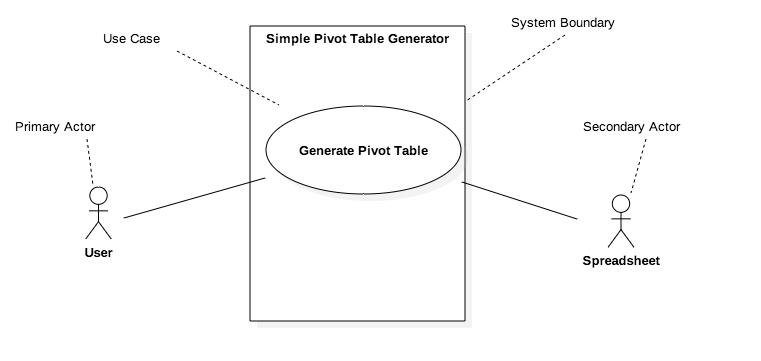 System Boundary
Use Case
Simple Pivot Table Generator
Primary Actor
Secondary Actor
Generate Pivot Table
User
Spreadsheet